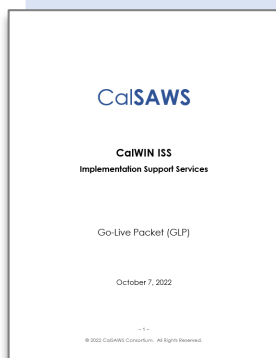 CalSAWS
CalWIN ISS
Implementation Support Services
Go-Live Packet (GLP)
October 7, 2022
– 1 –
© 2022 CalSAWS Consortium. All Rights Reserved.